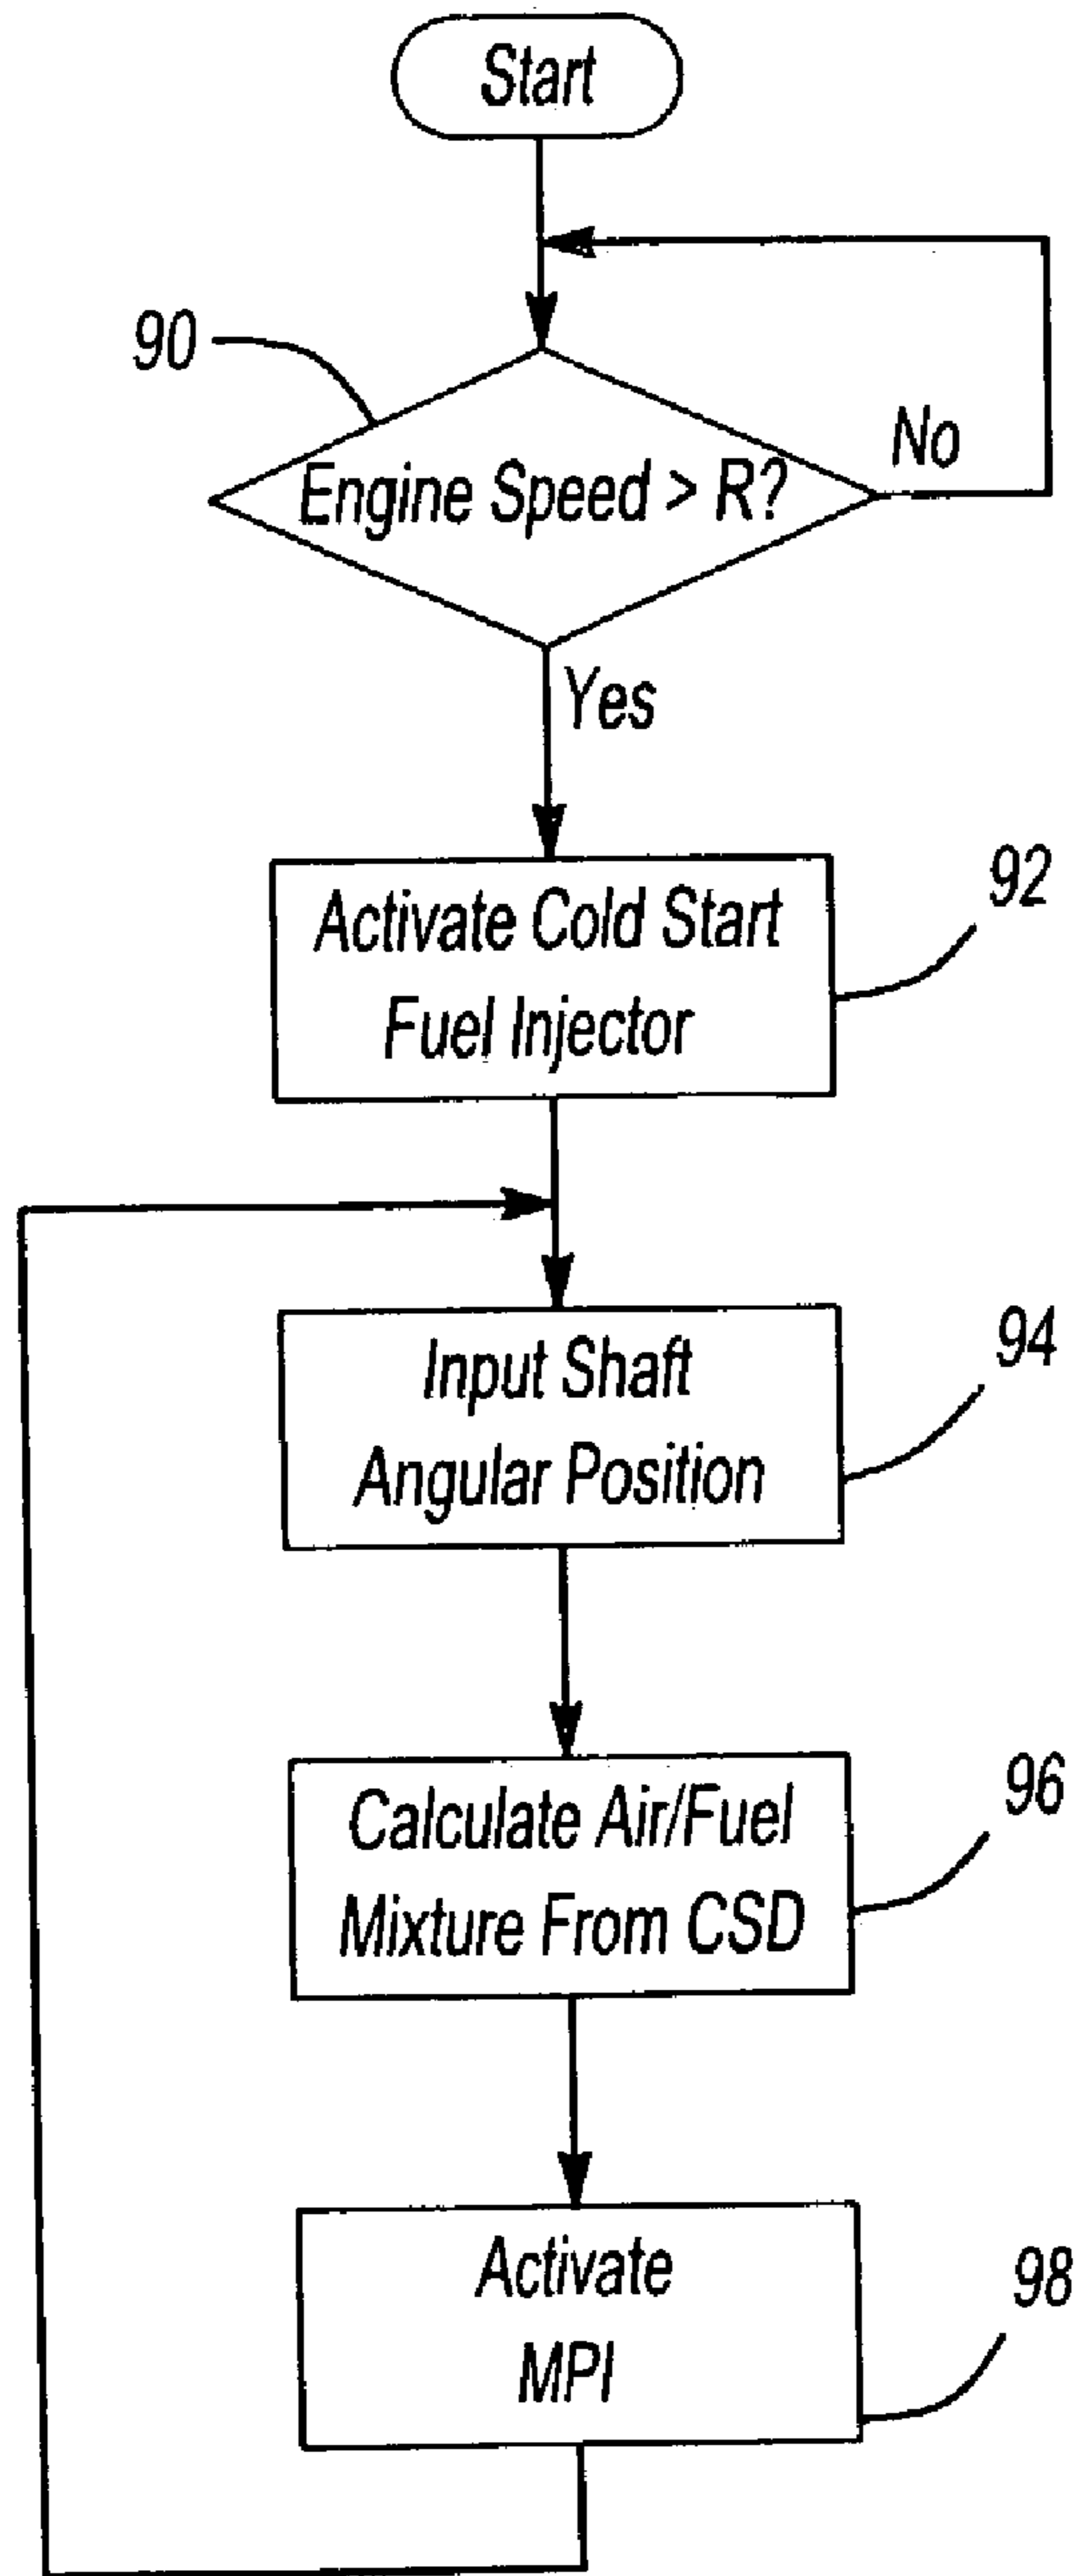 Start
90
No
Engine Speed > R?
Yes
92
Activate Cold Start
Fuel Injector
94
Input Shaft
Angular Position
96
Calculate Air/Fuel
Mixture From CSD
98
Activate
MPI